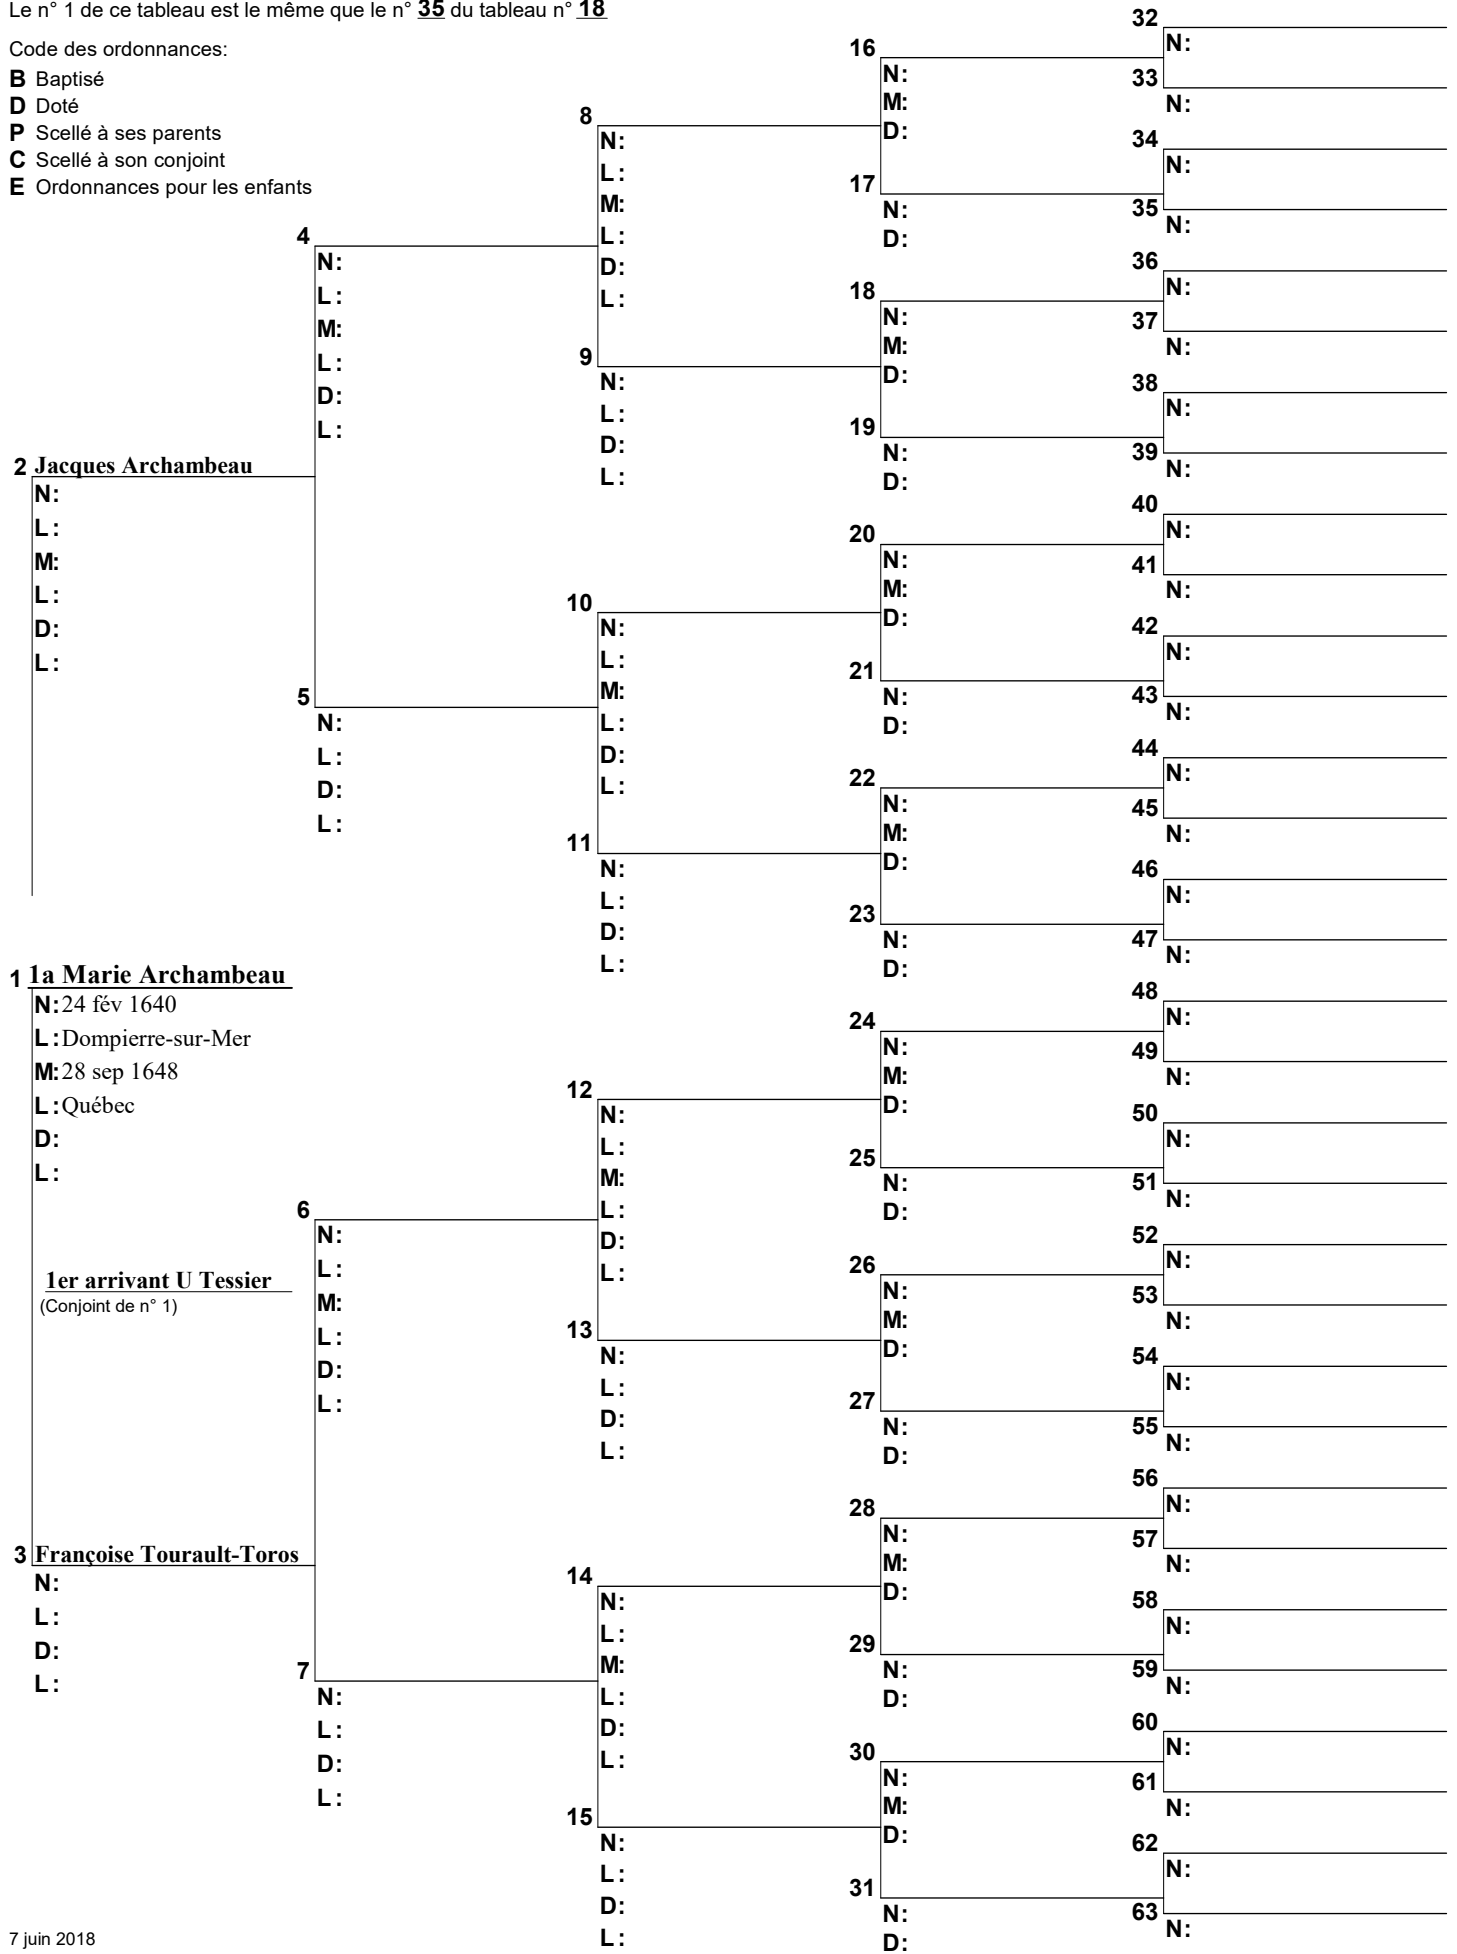 Le n° 1 de ce tableau est le même que le n° 35 du tableau n° 18
Code des ordonnances:
B Baptisé
D Doté
P Scellé à ses parents
C Scellé à son conjoint
E Ordonnances pour les enfants
2 Jacques Archambeau
N:
L:
M:
L:
D:
L:
1 1a Marie Archambeau
N: 24 fév 1640
L: Dompierre-sur-Mer
M: 28 sep 1648
L: Québec
D:
L:
1er arrivant U Tessier
(Conjoint de n° 1)
3 Françoise Tourault-Toros
N:
L:
D:
L:
4
N:
L:
M:
L:
D:
L:
5
N:
L:
D:
L:
6
N:
L:
M:
L:
D:
L:
7
N:
L:
D:
L:
8
N:
L:
M:
L:
D:
L:
9
N:
L:
D:
L:
10
N:
L:
M:
L:
D:
L:
11
N:
L:
D:
L:
12
N:
L:
M:
L:
D:
L:
13
N:
L:
D:
L:
14
N:
L:
M:
L:
D:
L:
15
N:
L:
D:
L:
16
N:
M:
D:
17
N:
D:
18
N:
M:
D:
19
N:
D:
20
N:
M:
D:
21
N:
D:
22
N:
M:
D:
23
N:
D:
24
N:
M:
D:
25
N:
D:
26
N:
M:
D:
27
N:
D:
28
N:
M:
D:
29
N:
D:
30
N:
M:
D:
31
N:
D:
32
N:
33
N:
34
N:
35
N:
36
N:
37
N:
38
N:
39
N:
40
N:
41
N:
42
N:
43
N:
44
N:
45
N:
46
N:
47
N:
48
N:
49
N:
50
N:
51
N:
52
N:
53
N:
54
N:
55
N:
56
N:
57
N:
58
N:
59
N:
60
N:
61
N:
62
N:
63
N:
7 juin 2018